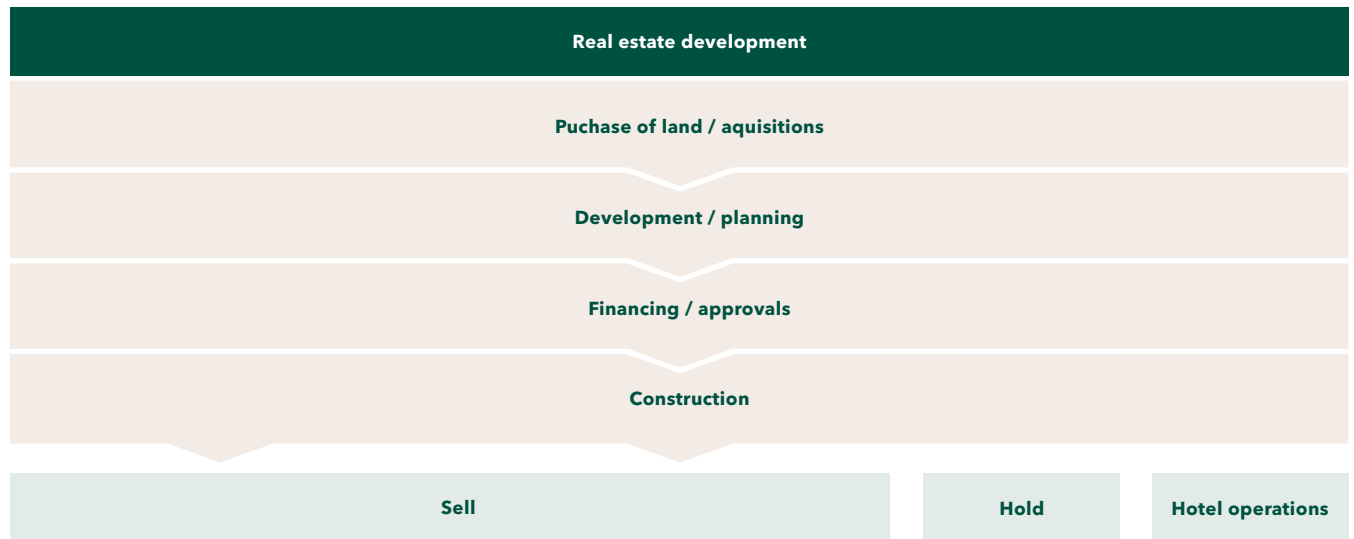 Real estate development
Puchase of land / aquisitions
Development / planning
Financing / approvals
Construction
Sell
Hold
Hotel operations